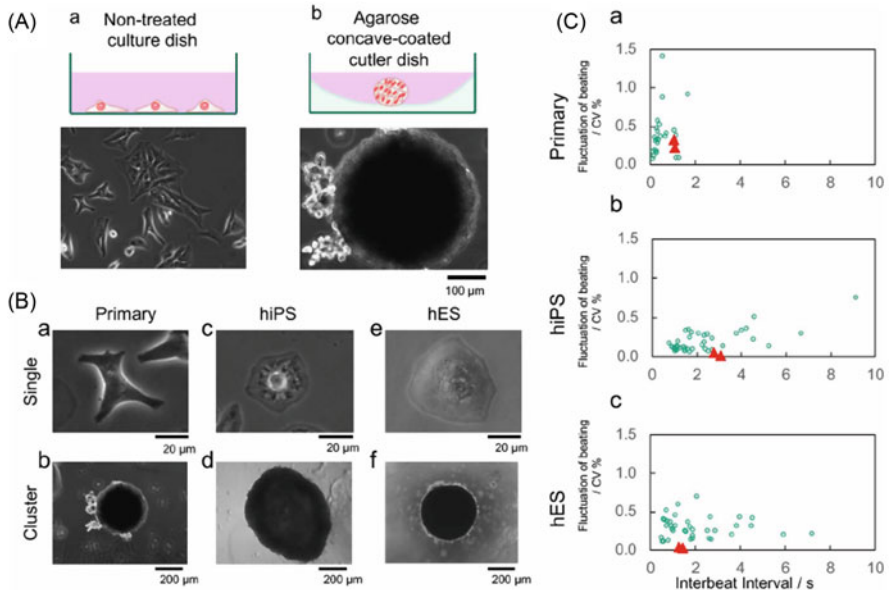 (A)
a
Non-treated
culture dish
b
Agarose
concave-coated
cutler dish
100 µm
(B)
Primary
hiPS
hES
Single
a
c
e
20 µm
20 µm
20 µm
Cluster
b
d
f
200 µm
200 µm
200 µm
(C)
a
Primary
Fluctuation of beating
/ CV %
1.5
1.0
0.5
0.0
0 2 4 6 8 10
b
hiPS
Fluctuation of beating
/ CV %
1.5
1.0
0.5
0.0
0 2 4 6 8 10
c
hES
Fluctuation of beating
/ CV %
1.5
1.0
0.5
0.0
0 2 4 6 8 10
Interbeat Interval / s